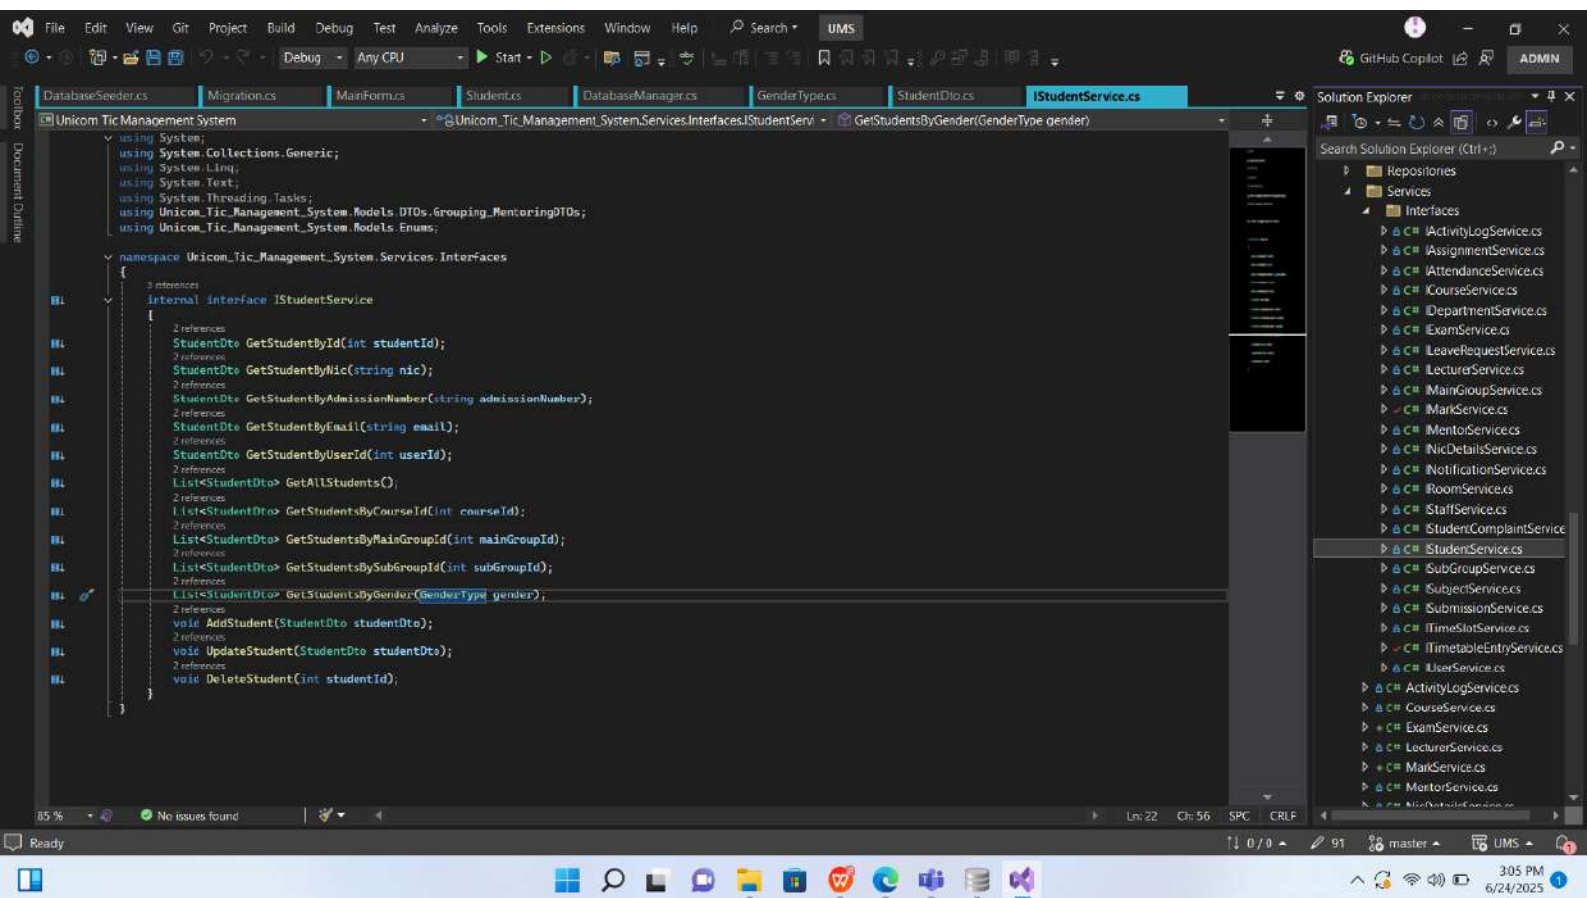 File Edit View Git Project Build Debug Test Analyze Tools Extensions Window Help Search UMS
Debug Any CPU Start GitHub Copilot ADMIN
Toolbox
Document Outline
DatabaseSeeder.cs Migration.cs MainForm.cs Student.cs DatabaseManager.cs GenderType.cs StudentDto.cs IStudentService.cs
Unicom Tic Management System Unicom_Tic_Management_System.Services.Interfaces.IStudentServi GetStudentsByGender(GenderType gender)
using System;
using System.Collections.Generic;
using System.Linq;
using System.Text;
using System.Threading.Tasks;
using Unicom_Tic_Management_System.Models.DTOs.Grouping_MentoringDTOs;
using Unicom_Tic_Management_System.Models.Enums;
namespace Unicom_Tic_Management_System.Services.Interfaces
{
3 references
internal interface IStudentService
{
2 references
StudentDto GetStudentById(int studentId);
2 references
StudentDto GetStudentByNic(string nic);
2 references
StudentDto GetStudentByAdmissionNumber(string admissionNumber);
2 references
StudentDto GetStudentByEmail(string email);
2 references
StudentDto GetStudentByUserId(int userId);
2 references
List<StudentDto> GetAllStudents();
2 references
List<StudentDto> GetStudentsByCourseId(int courseId);
2 references
List<StudentDto> GetStudentsByMainGroupId(int mainGroupId);
2 references
List<StudentDto> GetStudentsBySubGroupId(int subGroupId);
2 references
List<StudentDto> GetStudentsByGender(GenderType gender);
2 references
void AddStudent(StudentDto studentDto);
2 references
void UpdateStudent(StudentDto studentDto);
2 references
void DeleteStudent(int studentId);
}
}
85 % No issues found Ln: 22 Ch: 56 SPC CRLF
Solution Explorer
Search Solution Explorer (Ctrl+;)
Repositories
Services
Interfaces
C# IActivityLogService.cs
C# IAssignmentService.cs
C# IAttendanceService.cs
C# ICourseService.cs
C# IDepartmentService.cs
C# IExamService.cs
C# ILeaveRequestService.cs
C# ILecturerService.cs
C# IMainGroupService.cs
C# IMarkService.cs
C# IMentorService.cs
C# INicDetailsService.cs
C# INotificationService.cs
C# IRoomService.cs
C# IStaffService.cs
C# IStudentComplaintService
C# IStudentService.cs
C# ISubGroupService.cs
C# ISubjectService.cs
C# ISubmissionService.cs
C# ITimeSlotService.cs
C# ITimetableEntryService.cs
C# IUserService.cs
C# ActivityLogService.cs
C# CourseService.cs
C# ExamService.cs
C# LecturerService.cs
C# MarkService.cs
C# MentorService.cs
Ready 0 / 0 91 master UMS 1
3:05 PM
6/24/2025 1